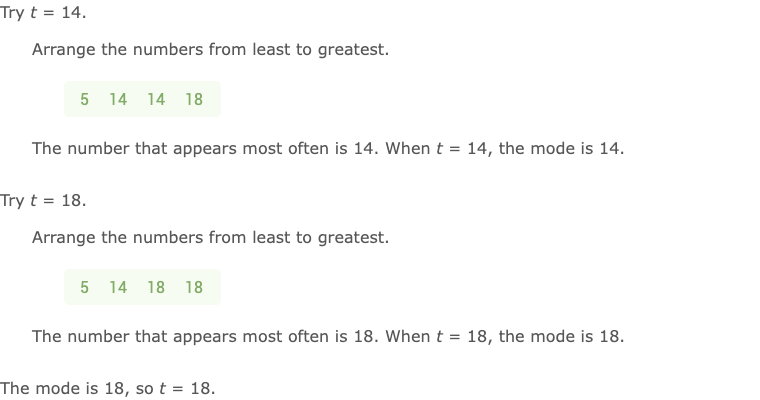 Try t = 14.
Arrange the numbers from least to greatest.
5 14 14 18
The number that appears most often is 14. When t = 14, the mode is 14.
Try t = 18.
Arrange the numbers from least to greatest.
5 14 18 18
The number that appears most often is 18. When t = 18, the mode is 18.
The mode is 18, so t = 18.